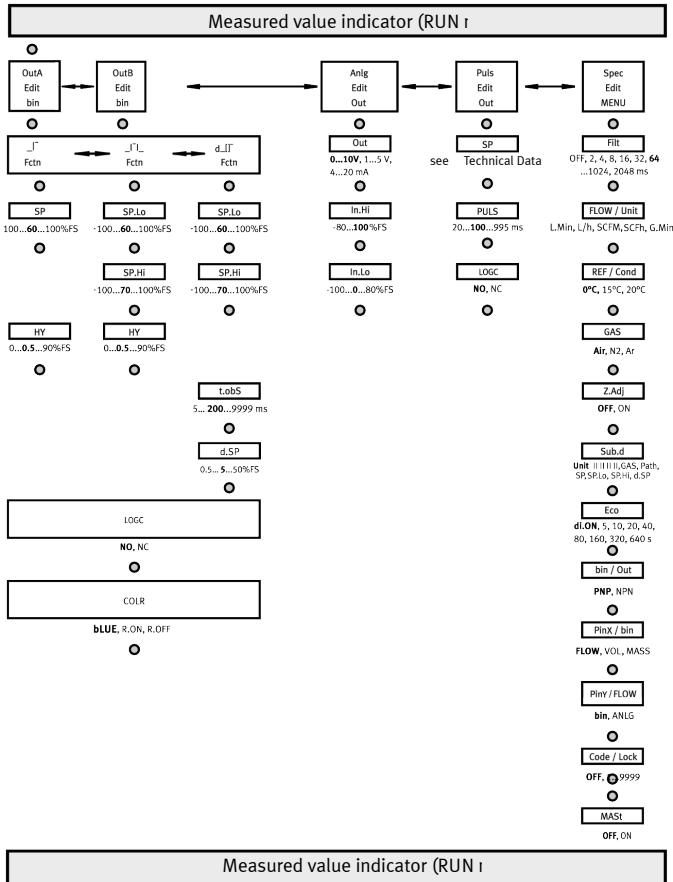 Measured value indicator (RUN
OutA
Edit
bin
OutB
Edit
bin
Anlg
Edit
Out
Puls
Edit
Out
Spec
Edit
MENU
Fctn
Fctn
Fctn
SP
100...60...100%FS
HY
0...0.5...90%FS
SP.Lo
-100...60...100%FS
SP.Hi
-100...70...100%FS
HY
0...0.5...90%FS
SP.Lo
-100...60...100%FS
SP.Hi
-100...70...100%FS
t.obS
5... 200...9999 ms
d.SP
0.5... 5...50%FS
LOGC
NO, NC
COLR
bLUE, R.ON, R.OFF
Out
0...10V, 1...5 V,
4...20 mA
In.Hi
-80...100%FS
In.Lo
-100...0...80%FS
SP
see Technical Data
PULS
20...100...995 ms
LOGC
NO, NC
Filt
OFF, 2, 4, 8, 16, 32, 64
...1024, 2048 ms
FLOW / Unit
L.Min, L/h, SCFM, SCFh, G.Min
REF / Cond
0°C, 15°C, 20°C
GAS
Air, N2, Ar
Z.Adj
OFF, ON
Sub.d
Unit GAS, Path,
SP, SP.Lo, SP.Hi, d.SP
Eco
di.ON, 5, 10, 20, 40,
80, 160, 320, 640 s
bin / Out
PNP, NPN
PinX / bin
FLOW, VOL, MASS
PinY / FLOW
bin, ANLG
Code / Lock
OFF, 9999
MASt
OFF, ON
Measured value indicator (RUN